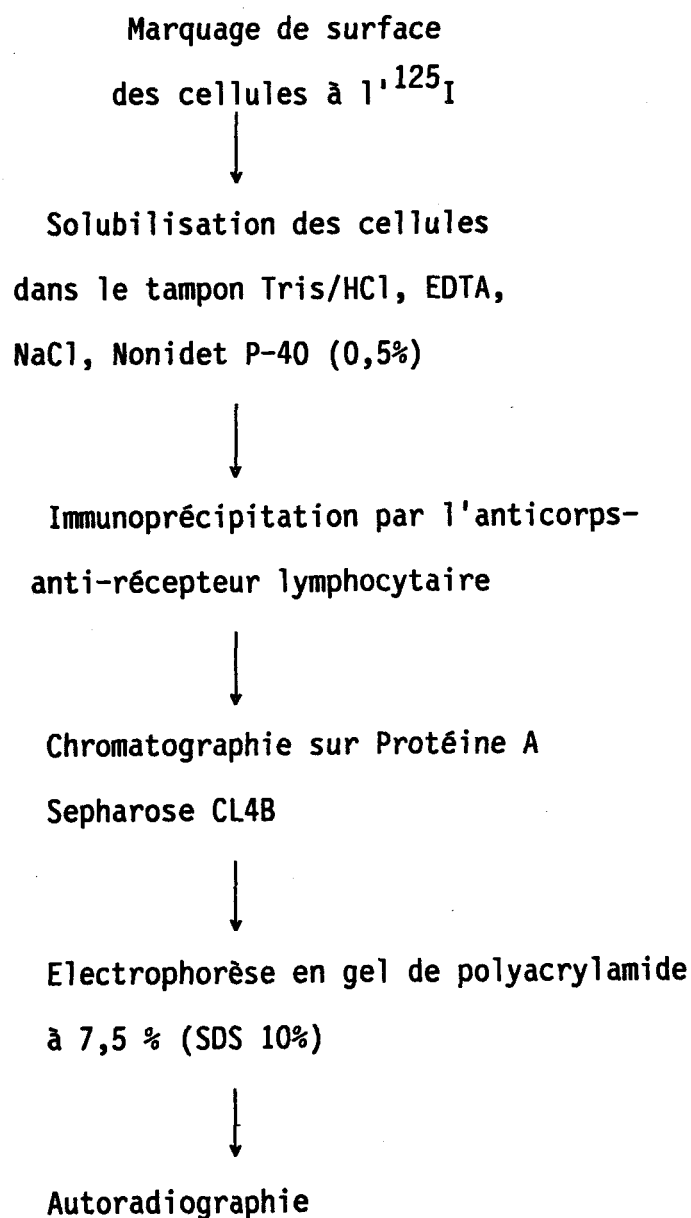 Marquage de surface
des cellules à l'125I
Solubilisation des cellules
dans le tampon Tris/HCl, EDTA,
NaCl, Nonidet P-40 (0,5%)
Immunoprécipitation par l'anticorps-
anti-récepteur lymphocytaire
Chromatographie sur Protéine A
Sepharose CL4B
Electrophorèse en gel de polyacrylamide
à 7,5 % (SDS 10%)
Autoradiographie